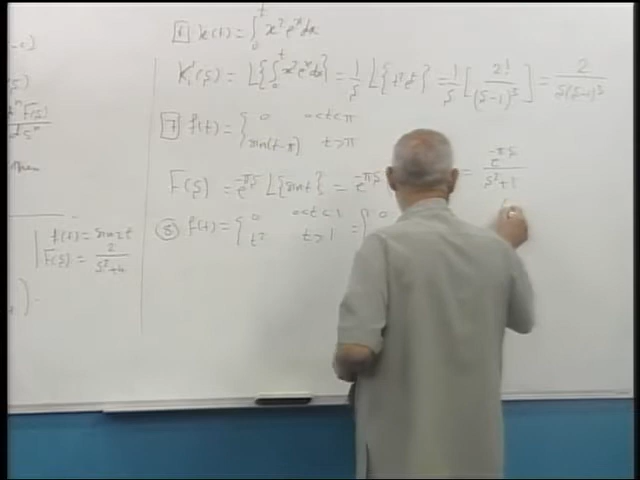 [6] k(t) = ∫₀ᵗ x² eˣ dx
K(s) = L{∫₀ᵗ x² eˣ dx} = 1/s L{t² eᵗ} = 1/s [2!/(s-1)³] = 2/s(s-1)³
[7] f(t) = { 0 0<t<π
sin(t-π) t>π
F(s) = e^-πs L{sin t} = e^-πs = e^-πs/s²+1
(8) f(t) = { 0 0<t<1 = { 0
t² t>1
then
f(t) = sin 2t
F(s) = 2/s²+4